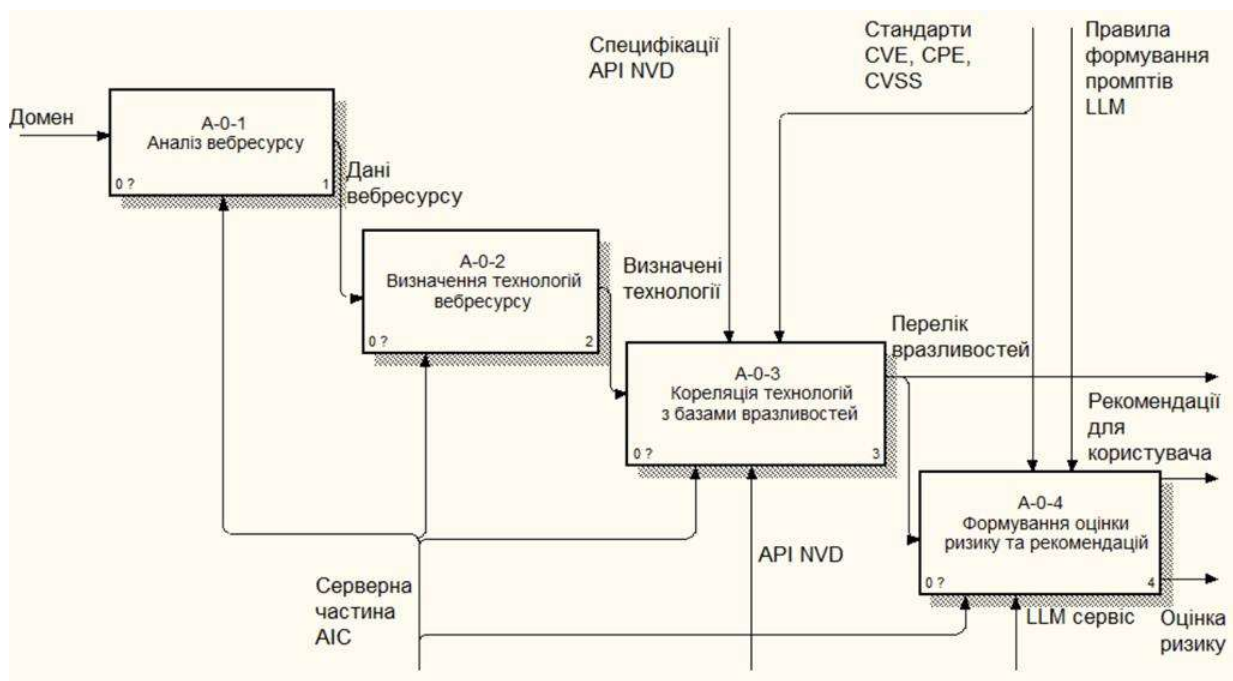 Домен
А-0-1
Аналіз вебресурсу
0 ?
1
Дані
вебресурсу
А-0-2
Визначення технологій
вебресурсу
0 ?
2
Визначені
технології
Специфікації
API NVD
Стандарти
CVE, CPE,
CVSS
Правила
формування
промптів
LLM
А-0-3
Кореляція технологій
з базами вразливостей
0 ?
3
Перелік
вразливостей
Рекомендації
для
користувача
А-0-4
Формування оцінки
ризику та рекомендацій
0 ?
4
Серверна
частина
АІС
API NVD
LLM сервіс
Оцінка
ризику